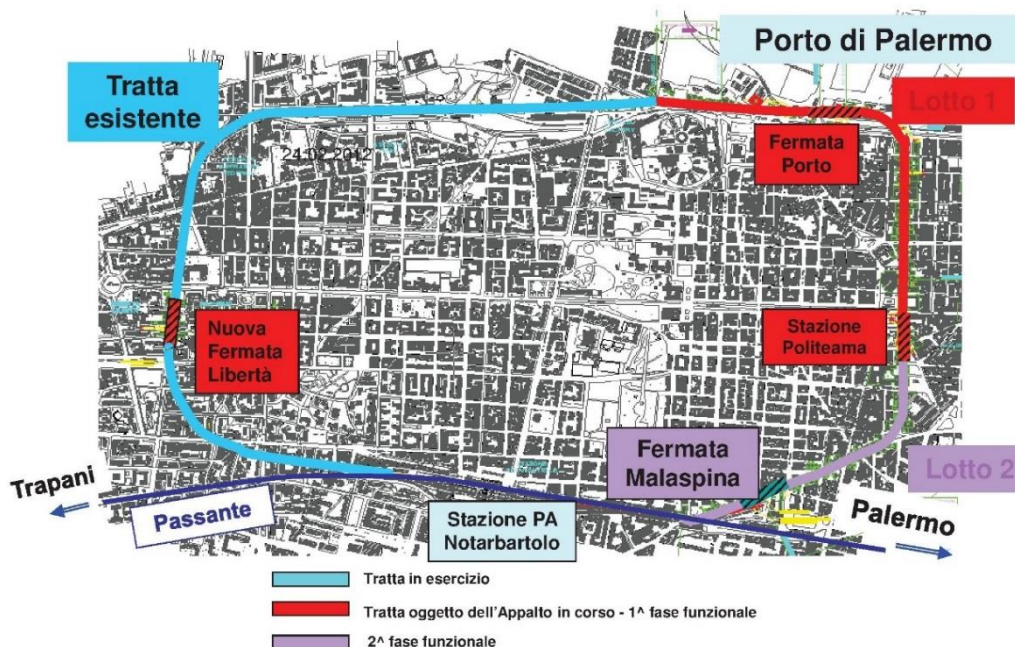 Porto di Palermo
Tratta
esistente
Lotto 1
Fermata
Porto
24.02.2012
Nuova
Fermata
Libertà
Stazione
Politeama
Fermata
Malaspina
Lotto 2
Trapani
Passante
Stazione PA
Notarbartolo
Palermo
Tratta in esercizio
Tratta oggetto dell'Appalto in corso - 1^ fase funzionale
2^ fase funzionale